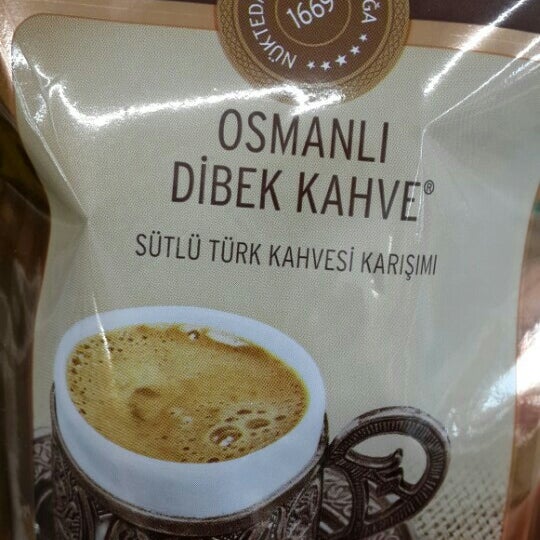 1669
OSMANLI
DİBEK KAHVE®
SÜTLÜ TÜRK KAHVESİ KARIŞIMI